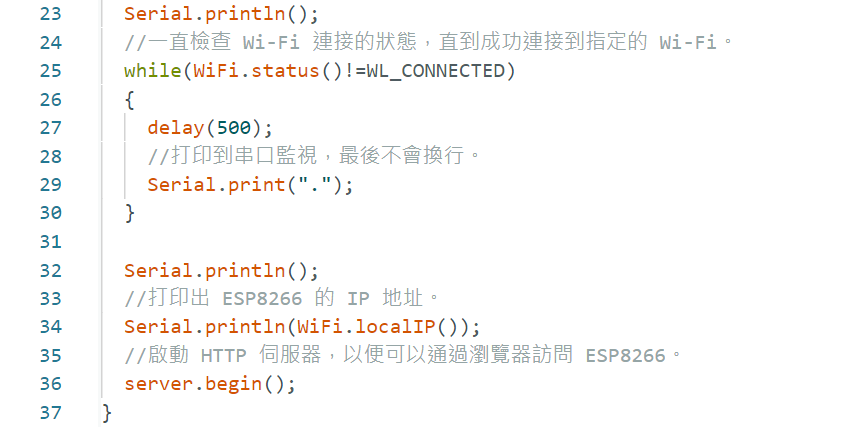 23 Serial.println();
24 //一直檢查 Wi-Fi 連接的狀態，直到成功連接到指定的 Wi-Fi。
25 while(WiFi.status()!=WL_CONNECTED)
26 {
27 delay(500);
28 //打印到串口監視，最後不會換行。
29 Serial.print(".");
30 }
31
32 Serial.println();
33 //打印出 ESP8266 的 IP 地址。
34 Serial.println(WiFi.localIP());
35 //啟動 HTTP 伺服器，以便可以通過瀏覽器訪問 ESP8266。
36 server.begin();
37 }